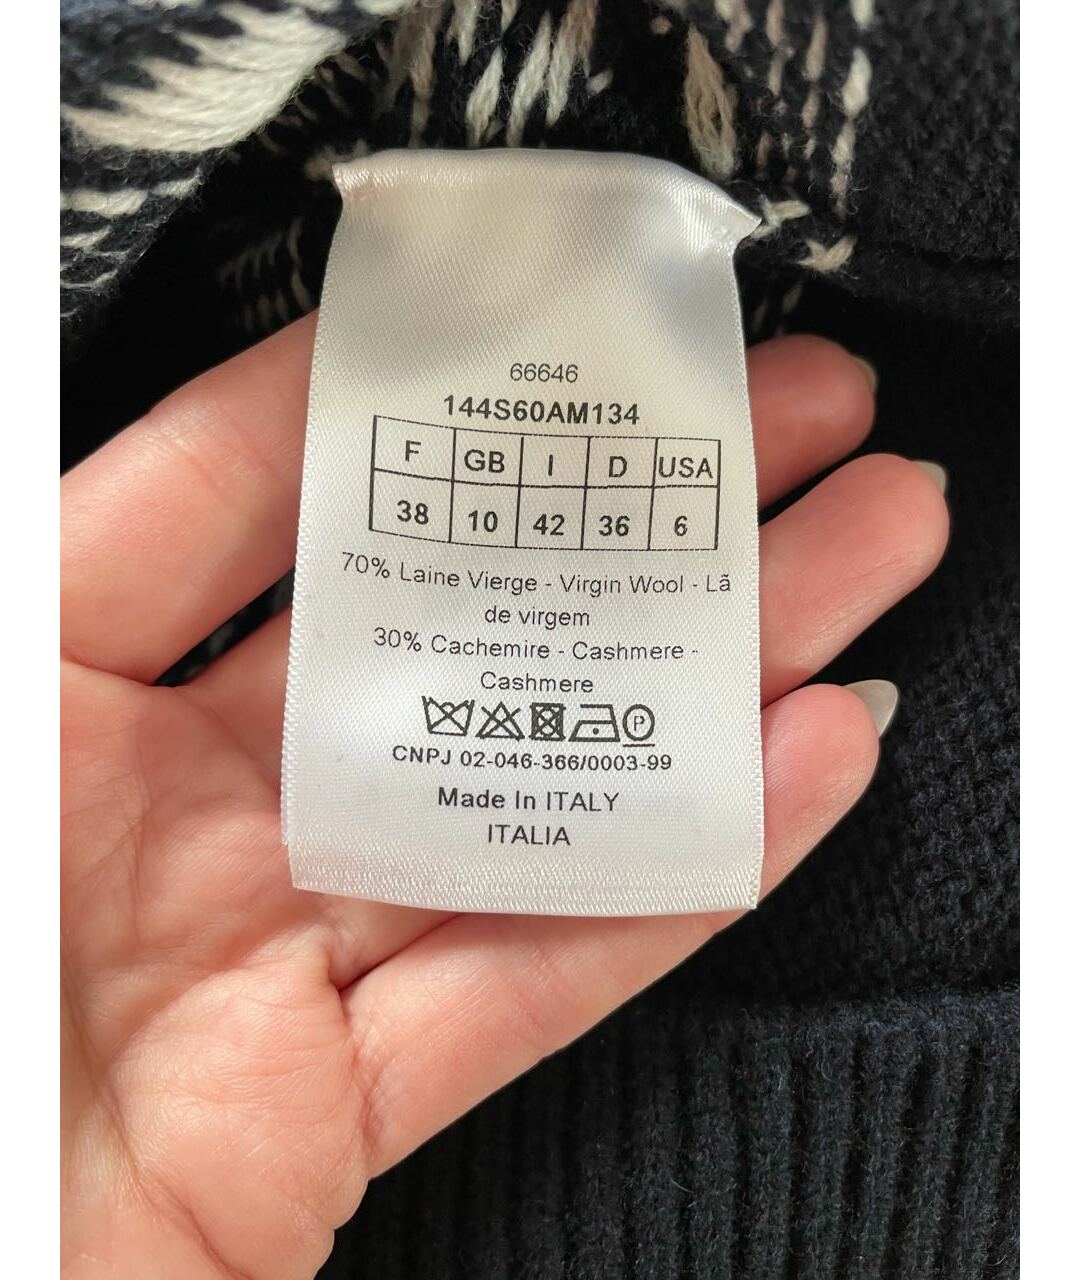 66646
144S60AM134
F GB I D USA
38 10 42 36 6
70% Laine Vierge - Virgin Wool - Lã
de virgem
30% Cachemire - Cashmere -
Cashmere
P
CNPJ 02-046-366/0003-99
Made In ITALY
ITALIA